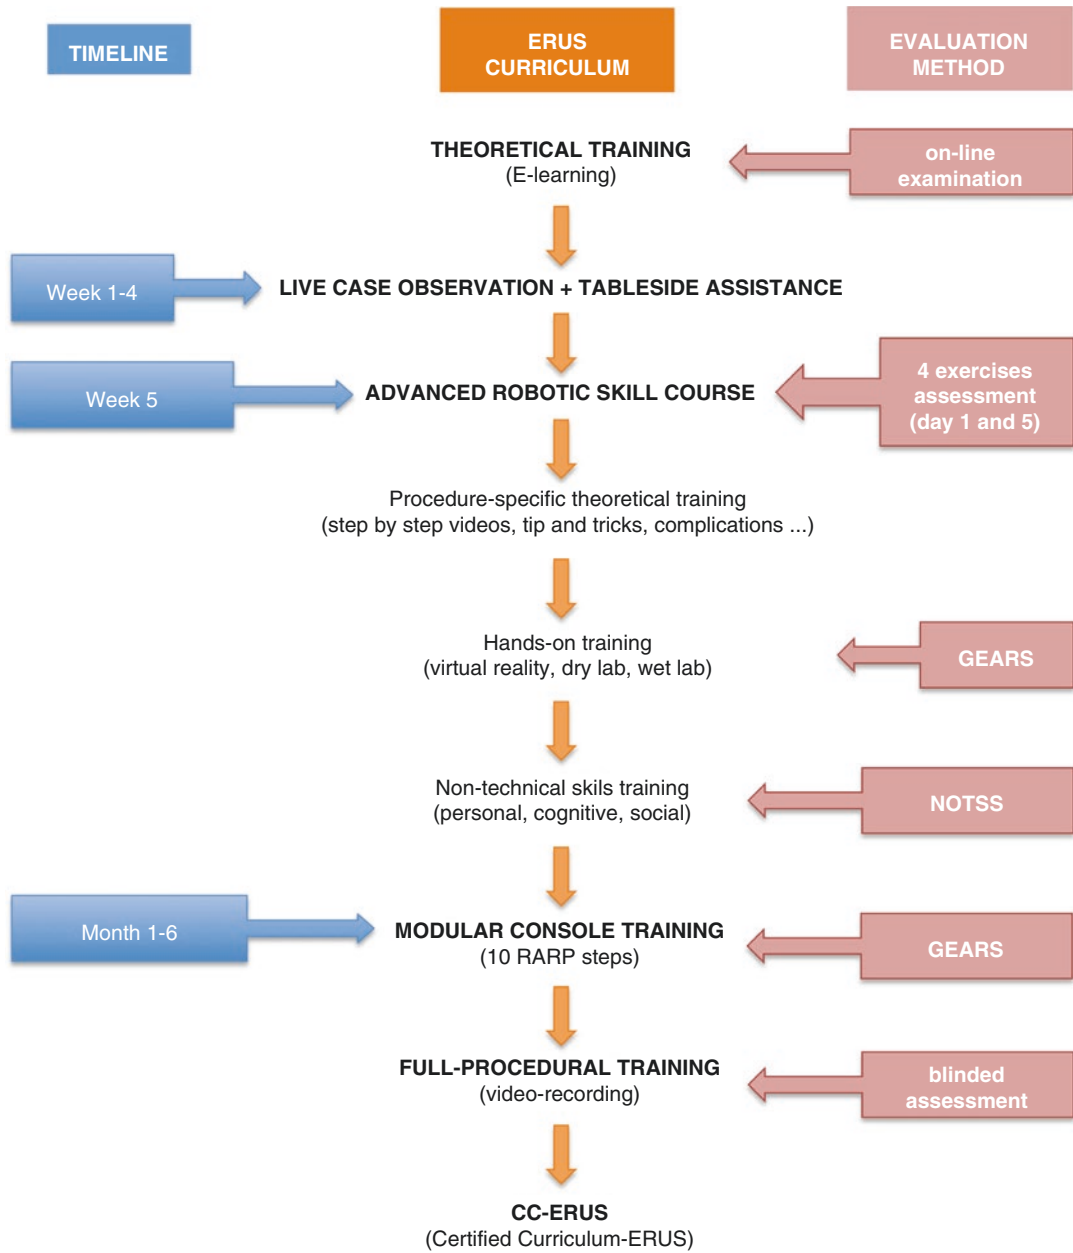 TIMELINE
ERUS
CURRICULUM
EVALUATION
METHOD
THEORETICAL TRAINING
(E-learning)
on-line
examination
Week 1-4
LIVE CASE OBSERVATION + TABLESIDE ASSISTANCE
Week 5
ADVANCED ROBOTIC SKILL COURSE
4 exercises
assessment
(day 1 and 5)
Procedure-specific theoretical training
(step by step videos, tip and tricks, complications ...)
Hands-on training
(virtual reality, dry lab, wet lab)
GEARS
Non-technical skils training
(personal, cognitive, social)
NOTSS
Month 1-6
MODULAR CONSOLE TRAINING
(10 RARP steps)
GEARS
FULL-PROCEDURAL TRAINING
(video-recording)
blinded
assessment
CC-ERUS
(Certified Curriculum-ERUS)